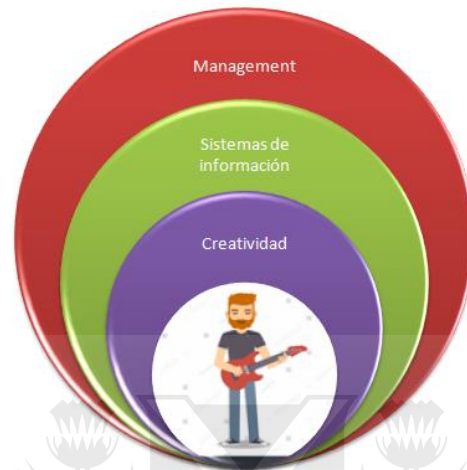 Management
Sistemas de
información
Creatividad